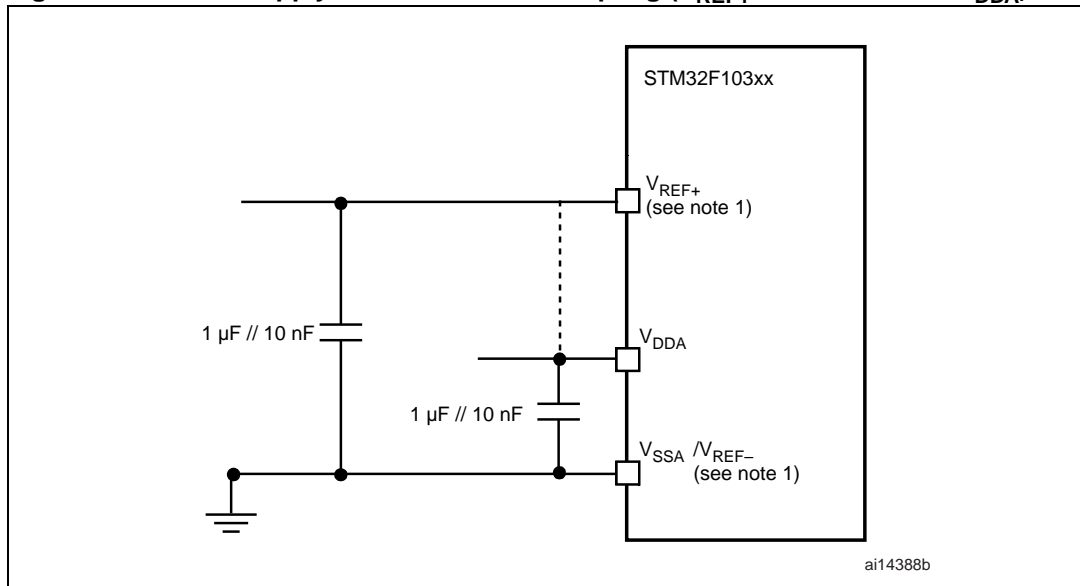 STM32F103xx
VREF+
(see note 1)
1 µF // 10 nF
VDDA
1 µF // 10 nF
VSSA /VREF–
(see note 1)
ai14388b